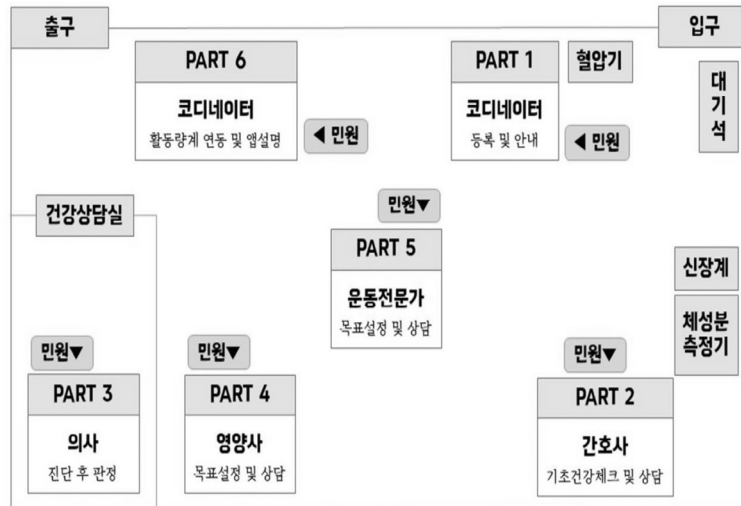 출구
입구
PART 6
코디네이터
활동량계 연동 및 앱설명
◀ 민원
PART 1
코디네이터
등록 및 안내
혈압기
◀ 민원
대
기
석
건강상담실
민원▼
PART 5
운동전문가
목표설정 및 상담
신장계
체성분
측정기
민원▼
PART 3
의사
진단 후 판정
민원▼
PART 4
영양사
목표설정 및 상담
민원▼
PART 2
간호사
기초건강체크 및 상담